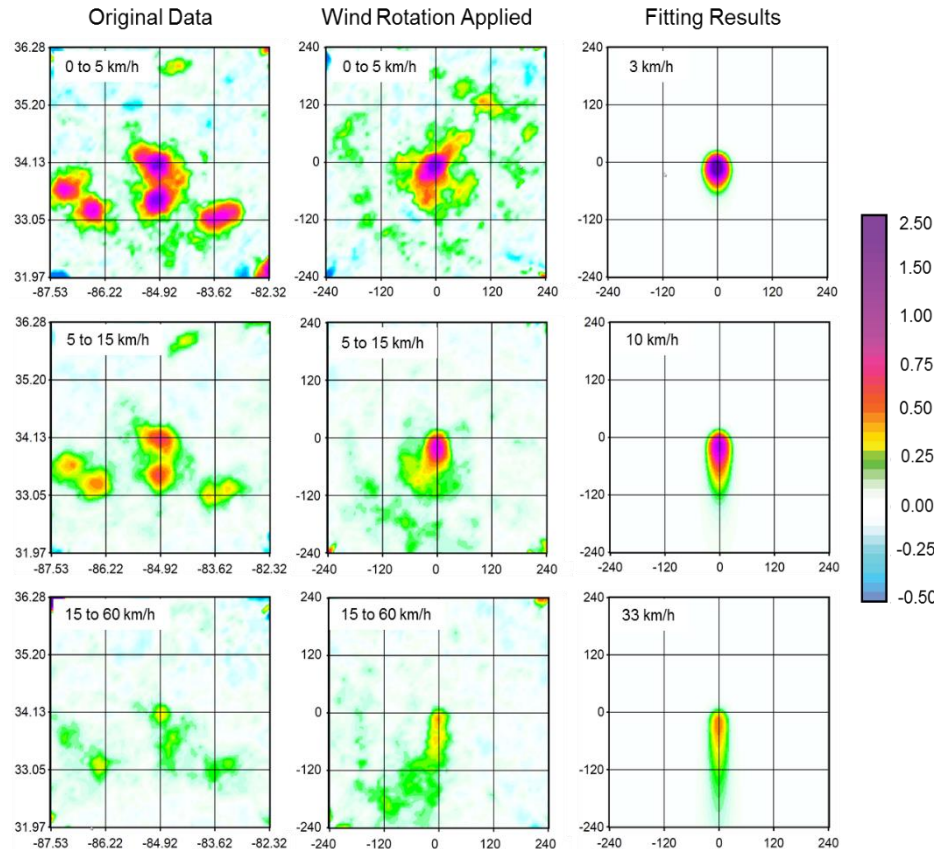 Original Data
Wind Rotation Applied
Fitting Results
36.28
35.20
34.13
33.05
31.97
0 to 5 km/h
-87.53 -86.22 -84.92 -83.62 -82.32
240
120
0
-120
-240
0 to 5 km/h
-240 -120 0 120 240
240
120
0
-120
-240
3 km/h
-240 -120 0 120 240
36.28
35.20
34.13
33.05
31.97
5 to 15 km/h
-87.53 -86.22 -84.92 -83.62 -82.32
240
120
0
-120
-240
5 to 15 km/h
-240 -120 0 120 240
240
120
0
-120
-240
10 km/h
-240 -120 0 120 240
36.28
35.20
34.13
33.05
31.97
15 to 60 km/h
-87.53 -86.22 -84.92 -83.62 -82.32
240
120
0
-120
-240
15 to 60 km/h
-240 -120 0 120 240
240
120
0
-120
-240
33 km/h
-240 -120 0 120 240
2.50
1.50
1.00
0.75
0.50
0.25
0.00
-0.25
-0.50